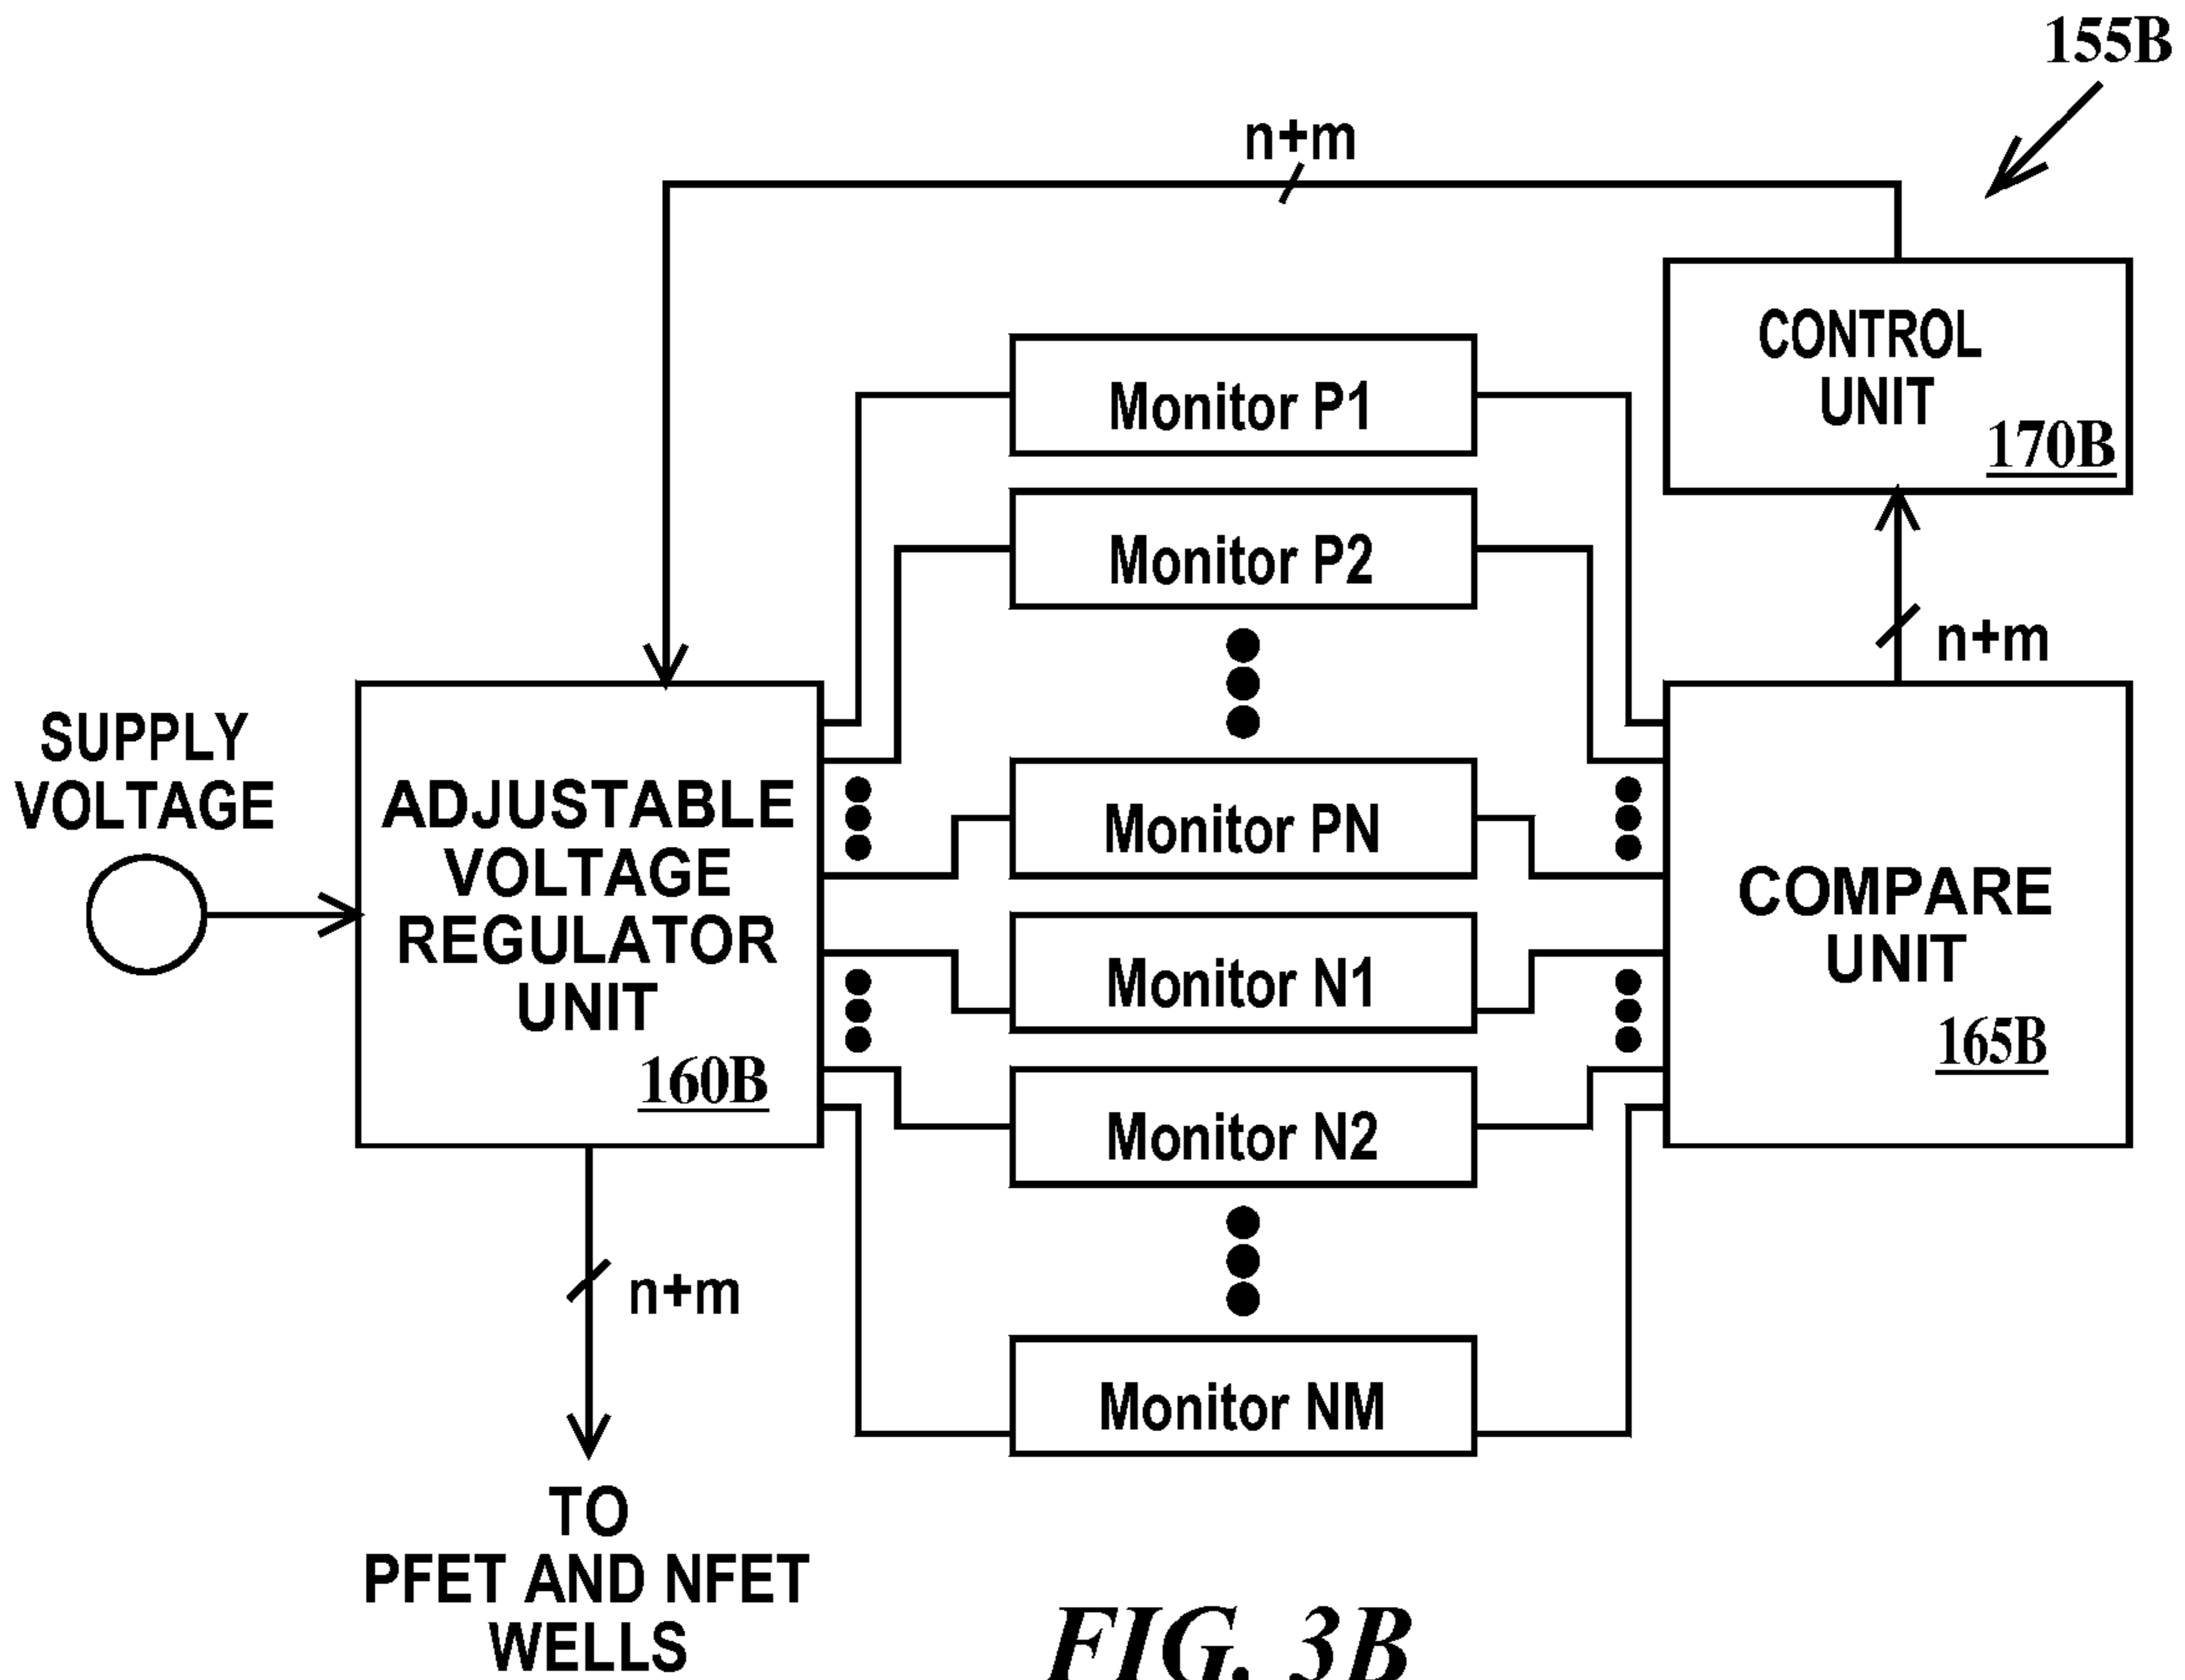 155B
n+m
CONTROL
UNIT
170B
Monitor P1
Monitor P2
n+m
SUPPLY
VOLTAGE
ADJUSTABLE
VOLTAGE
REGULATOR
UNIT
160B
Monitor PN
Monitor N1
Monitor N2
Monitor NM
COMPARE
UNIT
165B
n+m
TO
PFET AND NFET
WELLS
FIG. 3B